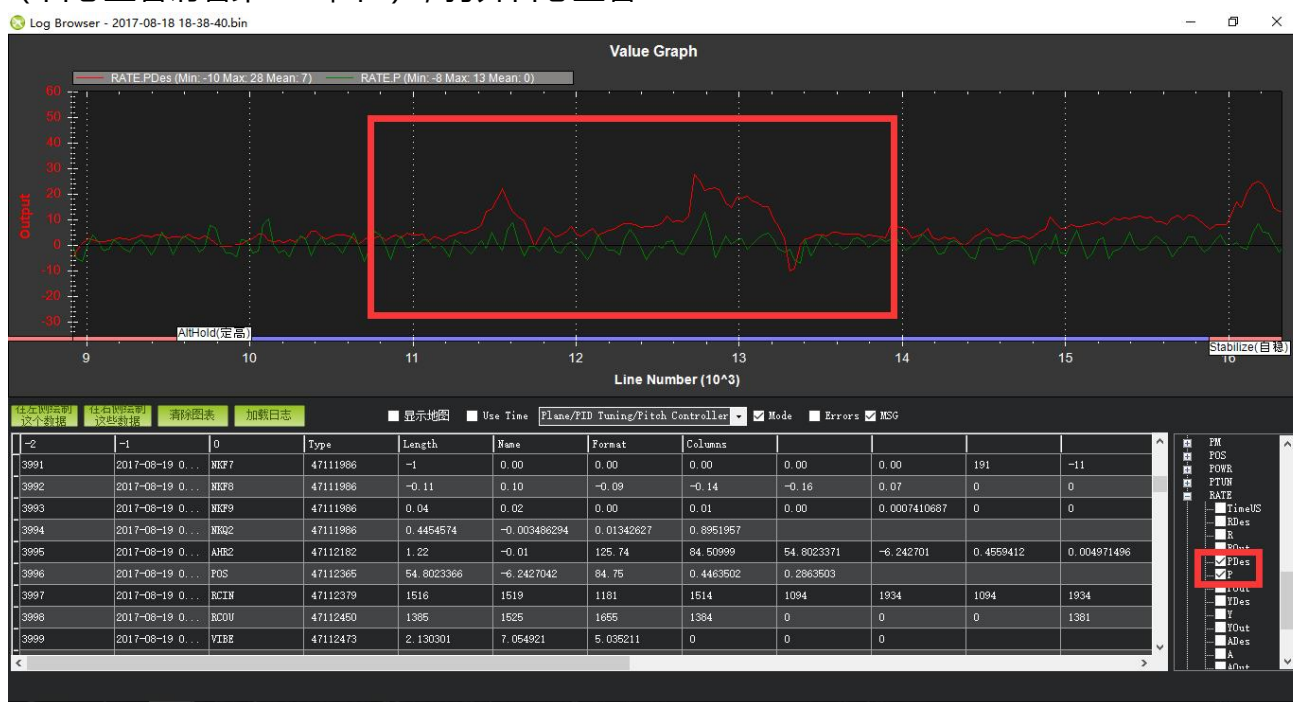 Log Browser - 2017-08-18 18-38-40.bin
Value Graph
RATE.PDes (Min: -10 Max: 28 Mean: 7) RATE.P (Min: -8 Max: 13 Mean: 0)
60
50
40
30
20
10
0
-10
-20
-30
Output
AltHold(定高)
Stabilize(自稳)
9 10 11 12 13 14 15 16
Line Number (10^3)
往左侧绘制这个数据 往右侧绘制这些数据 清除图表 加载日志 显示地图 Use Time Plane/PID Tuning/Pitch Controller Mode Errors MSG
-2 -1 0 Type Length Name Format Columns
3991 2017-08-19 0... NKF7 47111986 -1 0.00 0.00 0.00 0.00 0.00 191 -11
3992 2017-08-19 0... NKF8 47111986 -0.11 0.10 -0.09 -0.14 -0.16 0.07 0 0
3993 2017-08-19 0... NKF9 47111986 0.04 0.02 0.00 0.01 0.00 0.0007410687 0 0
3994 2017-08-19 0... NKQ2 47111986 0.4454574 -0.003486294 0.01342627 0.8951957
3995 2017-08-19 0... AHR2 47112182 1.22 -0.01 125.74 84.50999 54.8023371 -6.242701 0.4559412 0.004971496
3996 2017-08-19 0... POS 47112365 54.8023366 -6.2427042 84.75 0.4463502 0.2863503
3997 2017-08-19 0... RCIN 47112379 1516 1519 1181 1514 1094 1934 1094 1934
3998 2017-08-19 0... RCOU 47112450 1385 1525 1655 1384 0 0 0 1381
3999 2017-08-19 0... VIBE 47112473 2.130301 7.054921 5.035211 0 0 0
PM
POS
POWR
PTUN
RATE
TimeUS
RDes
R
PDes
P
YDes
Y
YOut
ADes
A
AOut